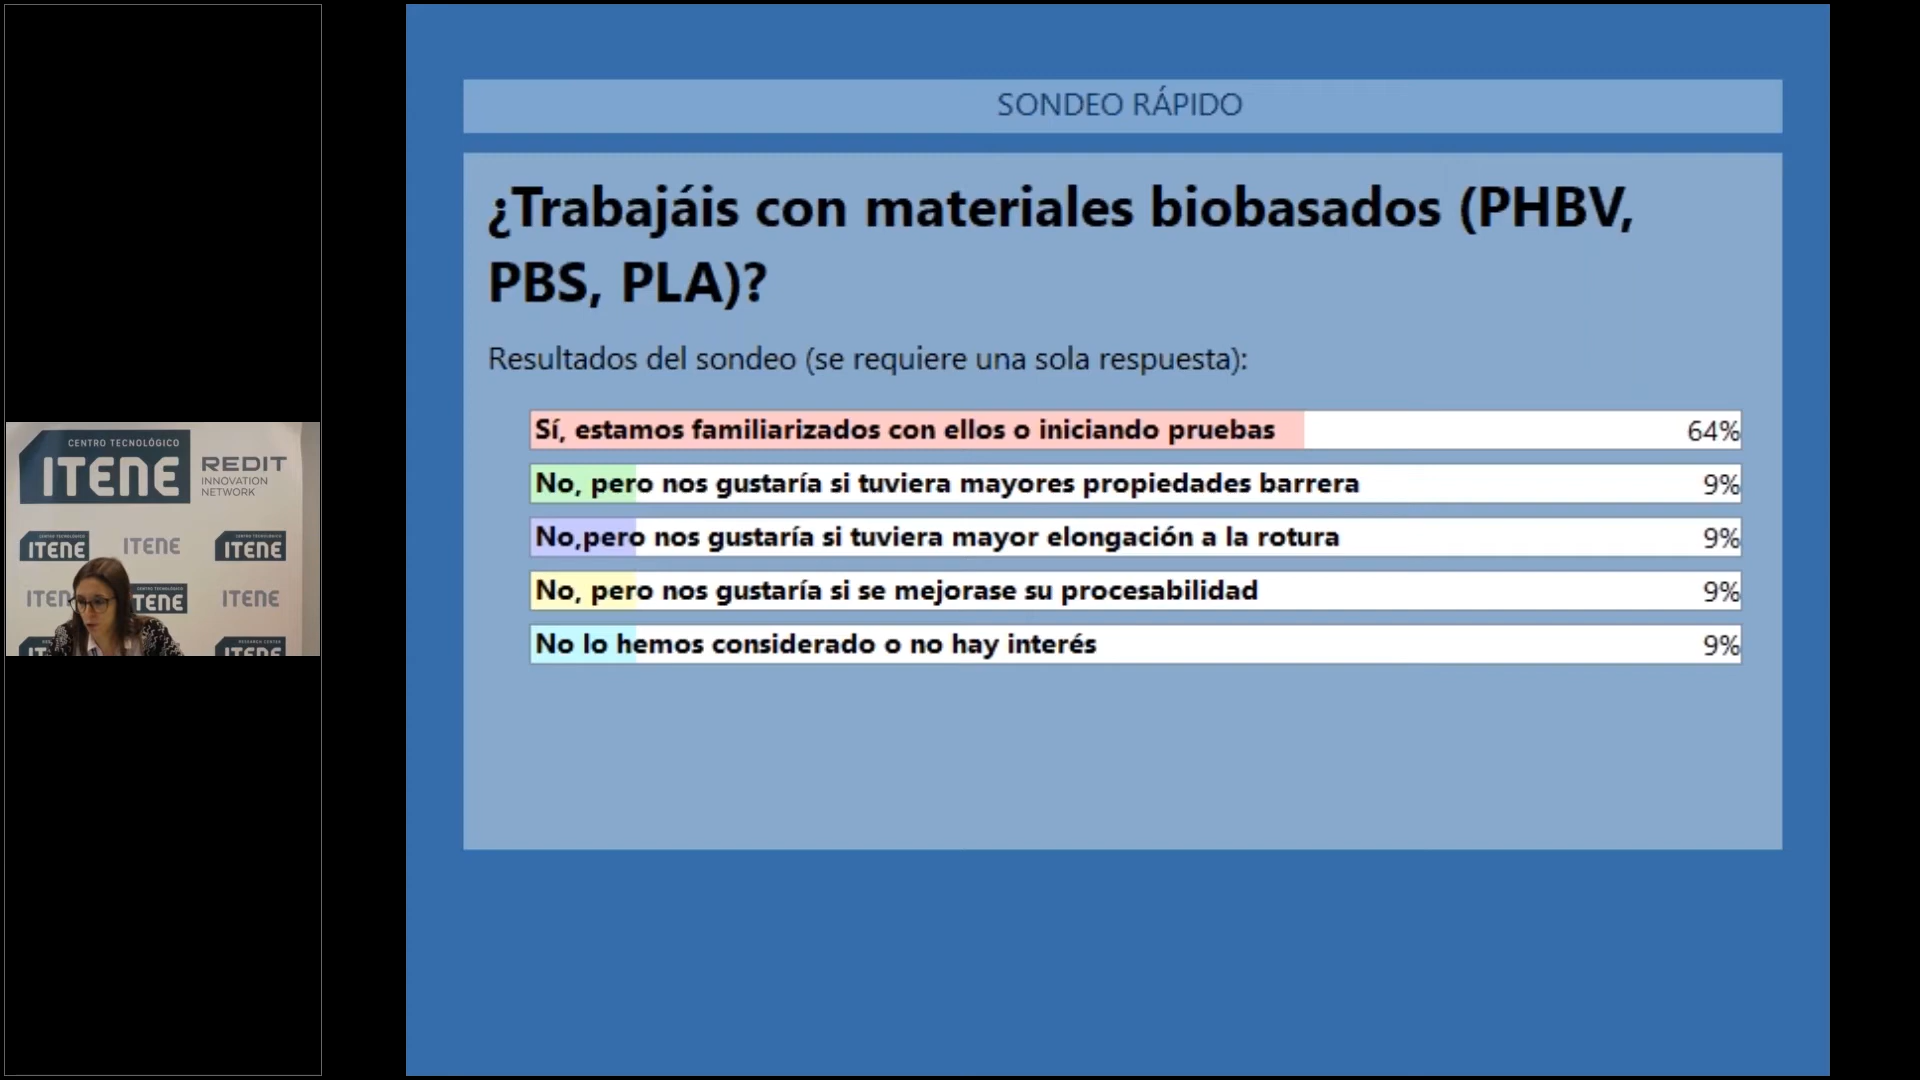 SONDEO RÁPIDO
¿Trabajáis con materiales biobasados (PHBV,
PBS, PLA)?
Resultados del sondeo (se requiere una sola respuesta):
Sí, estamos familiarizados con ellos o iniciando pruebas 64%
No, pero nos gustaría si tuviera mayores propiedades barrera 9%
No,pero nos gustaría si tuviera mayor elongación a la rotura 9%
No, pero nos gustaría si se mejorase su procesabilidad 9%
No lo hemos considerado o no hay interés 9%
CENTRO TECNOLÓGICO
ITENE
REDIT
INNOVATION
NETWORK
ITENE ITENE ITENE
ITENE